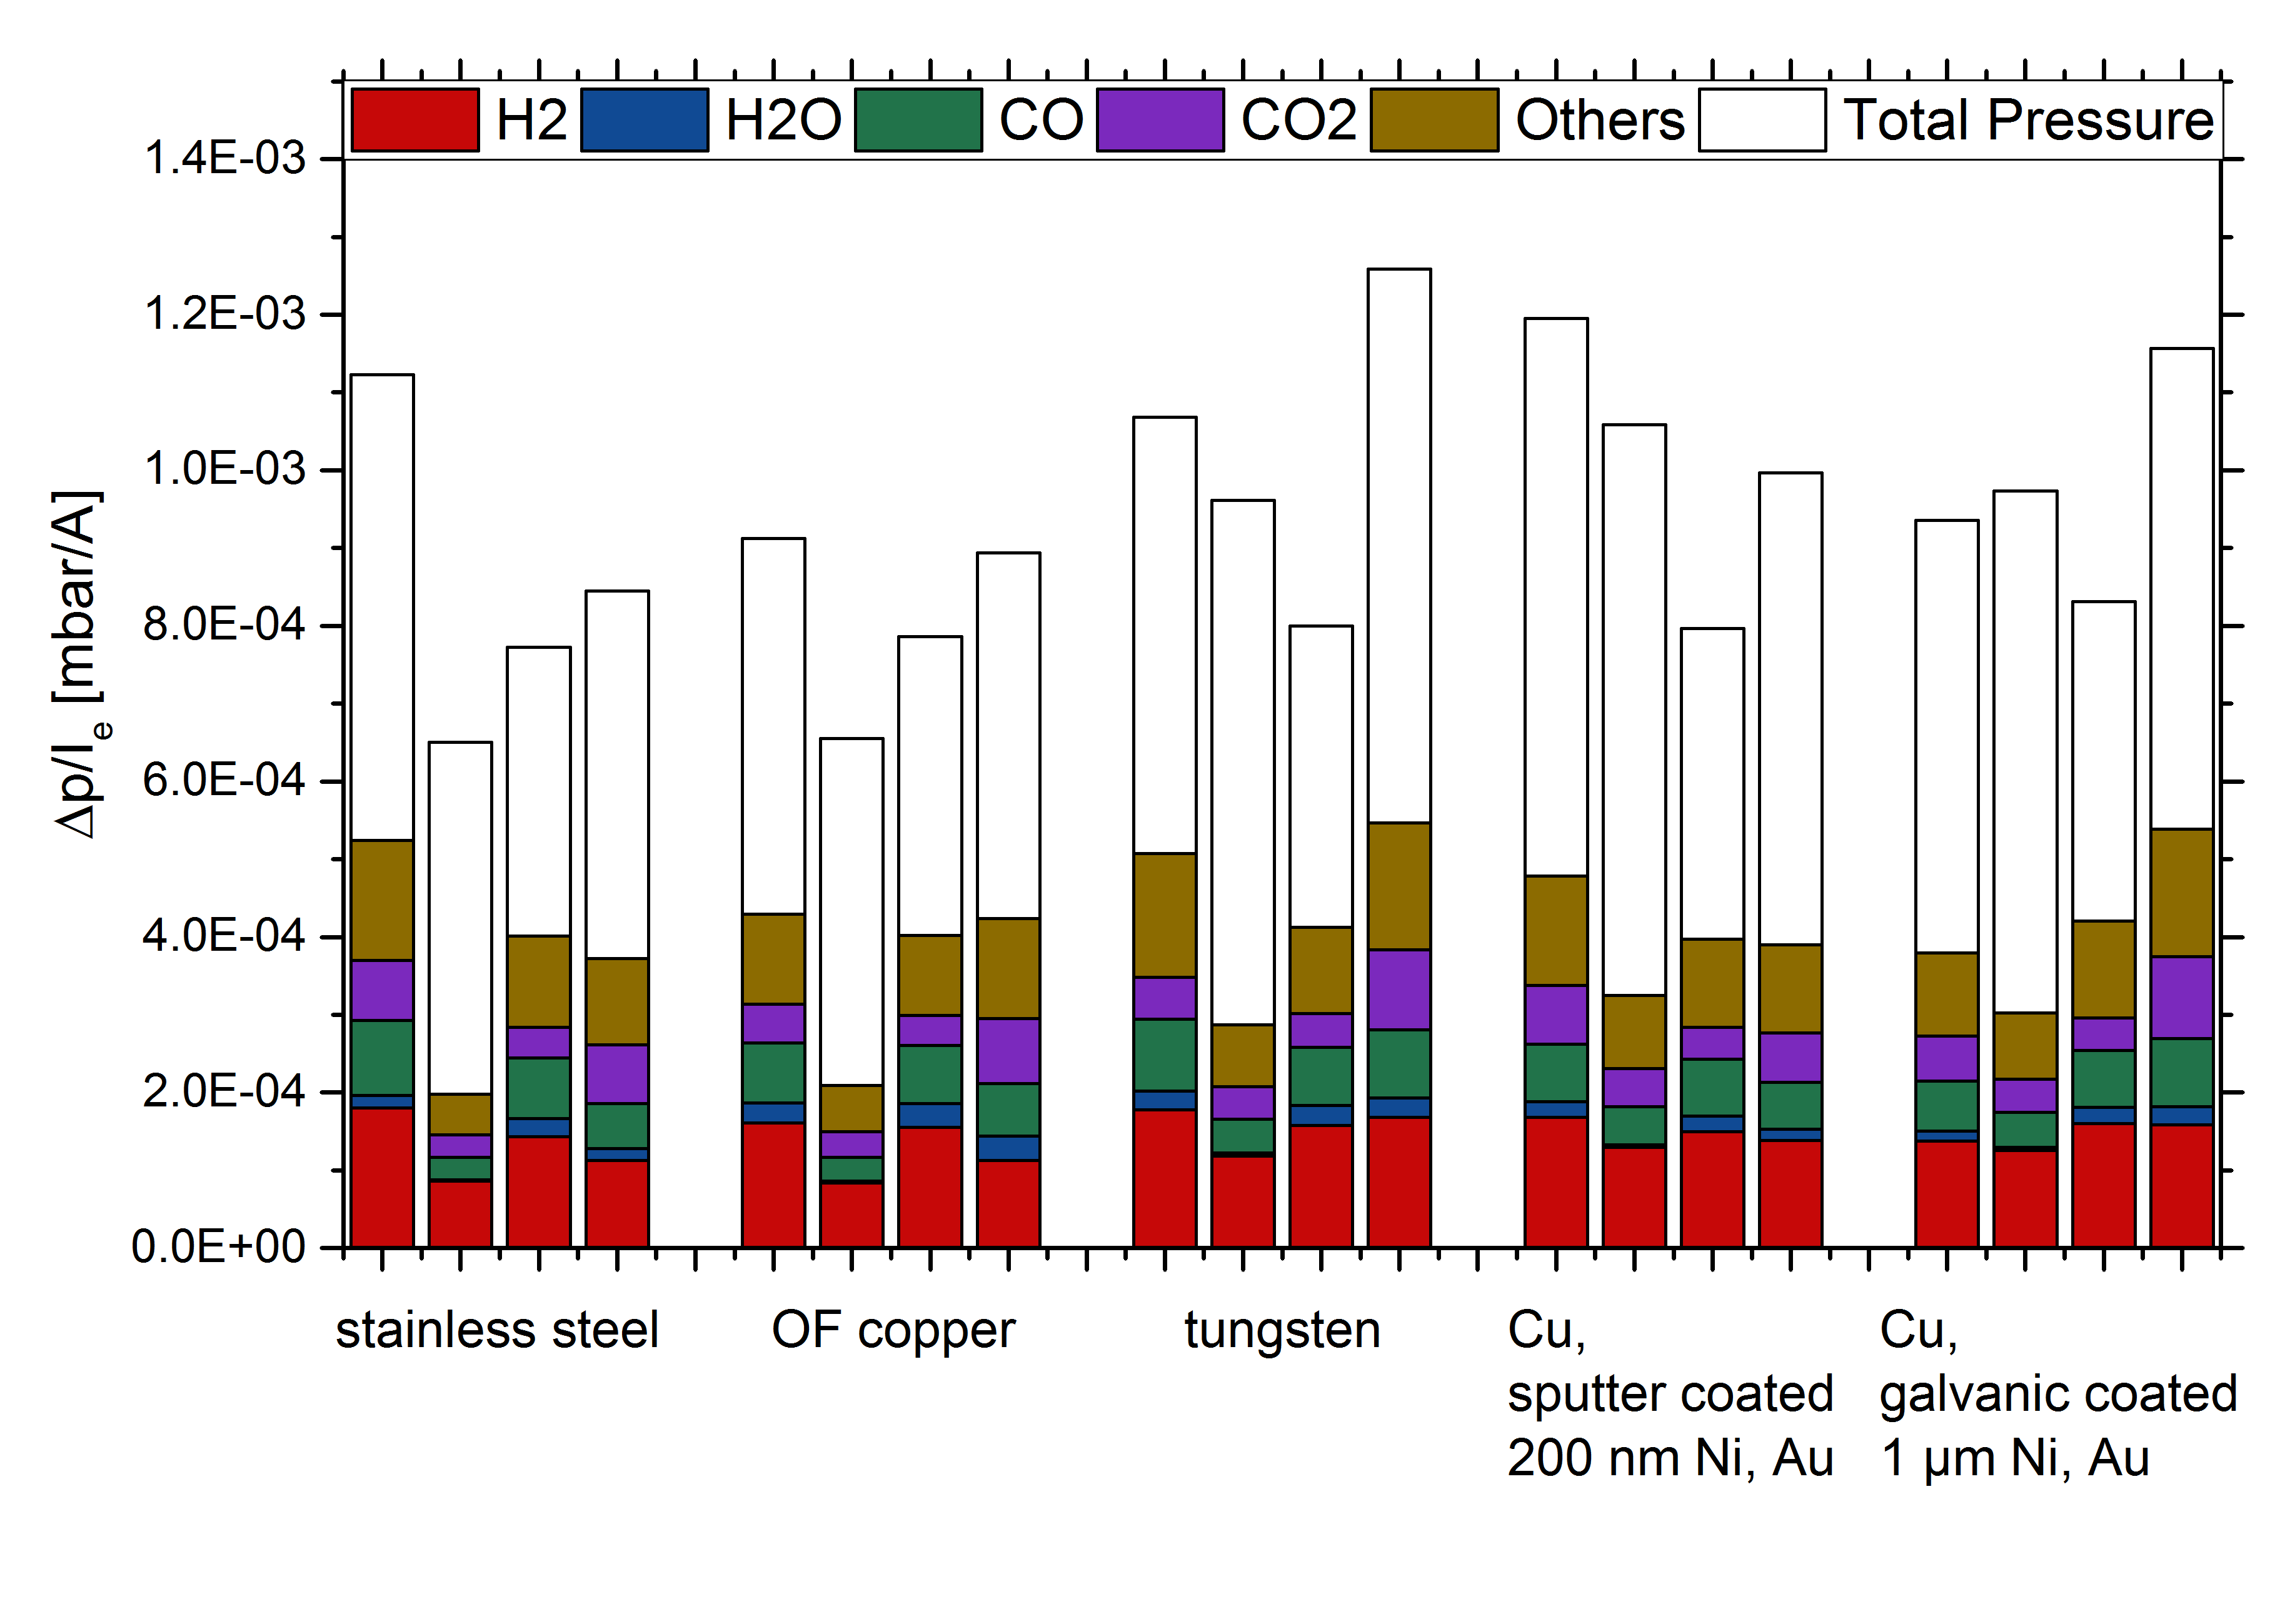 H2 H2O CO CO2 Others Total Pressure
1.4E-03
1.2E-03
1.0E-03
8.0E-04
6.0E-04
4.0E-04
2.0E-04
0.0E+00
Δp/Ie [mbar/A]
stainless steel
OF copper
tungsten
Cu,
sputter coated
200 nm Ni, Au
Cu,
galvanic coated
1 µm Ni, Au